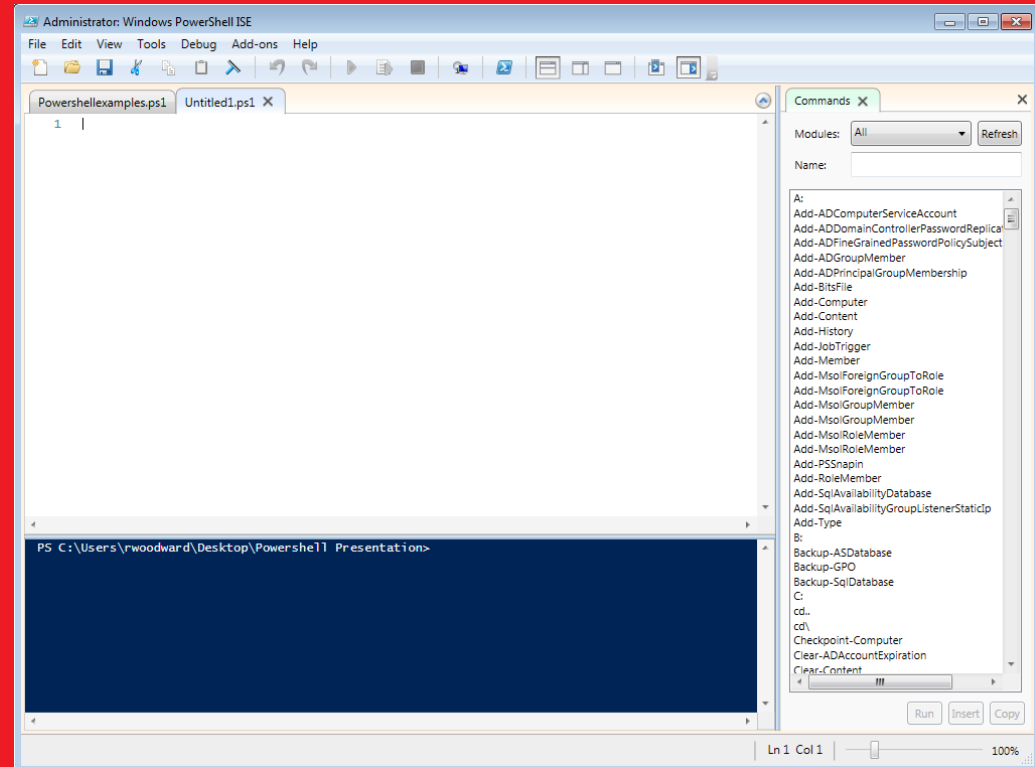 Administrator: Windows PowerShell ISE
File Edit View Tools Debug Add-ons Help
Powershellexamples.ps1 Untitled1.ps1
1
Commands
Modules: All Refresh
Name:
A:
Add-ADComputerServiceAccount
Add-ADDomainControllerPasswordReplica
Add-ADFineGrainedPasswordPolicySubject
Add-ADGroupMember
Add-ADPrincipalGroupMembership
Add-BitsFile
Add-Computer
Add-Content
Add-History
Add-JobTrigger
Add-Member
Add-MsolForeignGroupToRole
Add-MsolForeignGroupToRole
Add-MsolGroupMember
Add-MsolGroupMember
Add-MsolRoleMember
Add-MsolRoleMember
Add-PSSnapin
Add-RoleMember
Add-SqlAvailabilityDatabase
Add-SqlAvailabilityGroupListenerStaticIp
Add-Type
B:
Backup-ASDatabase
Backup-GPO
Backup-SqlDatabase
C:
cd..
cd\
Checkpoint-Computer
Clear-ADAccountExpiration
Clear-Content
Run Insert Copy
PS C:\Users\rwoodward\Desktop\Powershell Presentation>
Ln 1 Col 1 100%